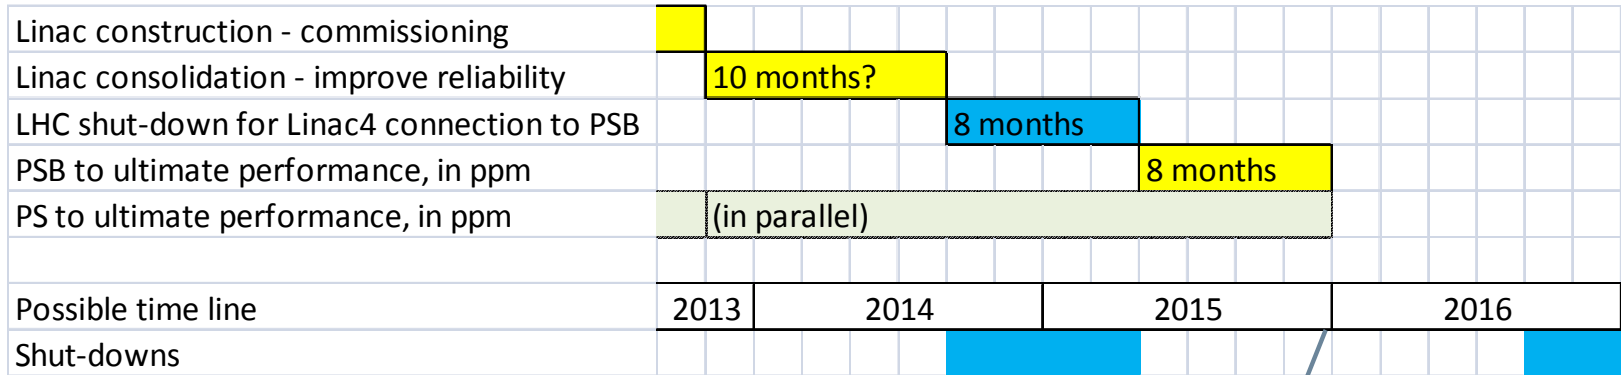 Linac construction - commissioning
Linac consolidation - improve reliability 10 months?
LHC shut-down for Linac4 connection to PSB 8 months
PSB to ultimate performance, in ppm 8 months
PS to ultimate performance, in ppm (in parallel)
Possible time line 2013 2014 2015 2016
Shut-downs